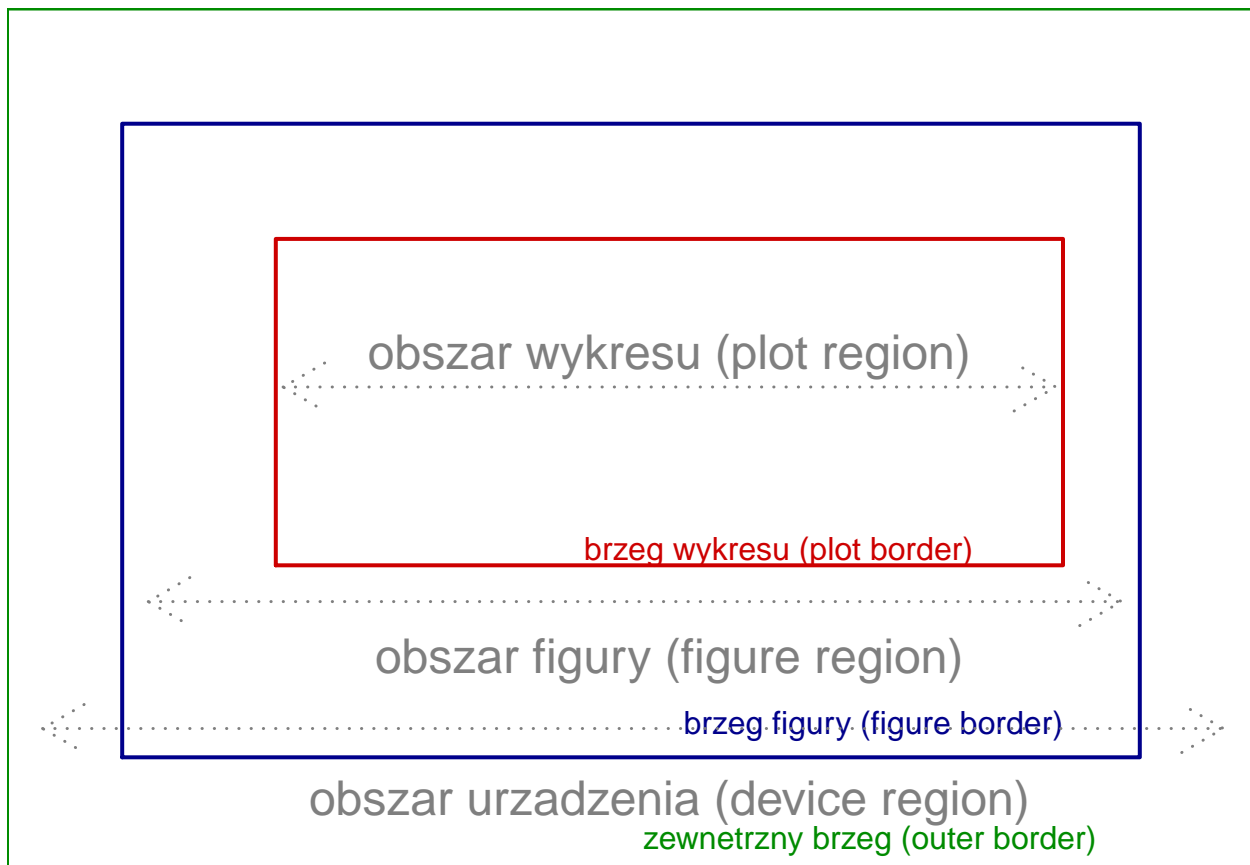 obszar wykresu (plot region)
brzeg wykresu (plot border)
obszar figury (figure region)
brzeg figury (figure border)
obszar urzadzenia (device region)
zewnetrzny brzeg (outer border)